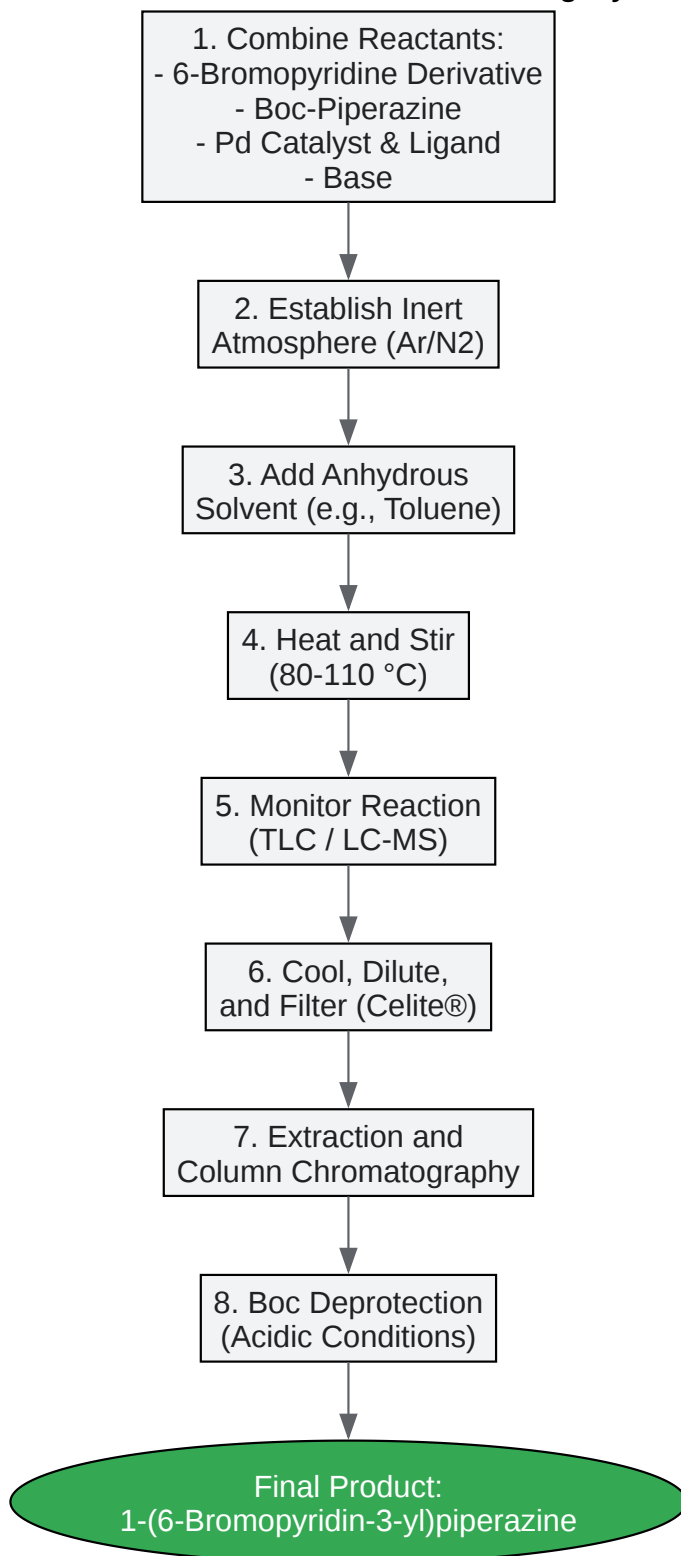 1. Combine Reactants:
- 6-Bromopyridine Derivative
- Boc-Piperazine
- Pd Catalyst & Ligand
- Base
2. Establish Inert
Atmosphere (Ar/N2)
3. Add Anhydrous
Solvent (e.g., Toluene)
4. Heat and Stir
(80-110 °C)
5. Monitor Reaction
(TLC / LC-MS)
6. Cool, Dilute,
and Filter (Celite®)
7. Extraction and
Column Chromatography
8. Boc Deprotection
(Acidic Conditions)
Final Product:
1-(6-Bromopyridin-3-yl)piperazine